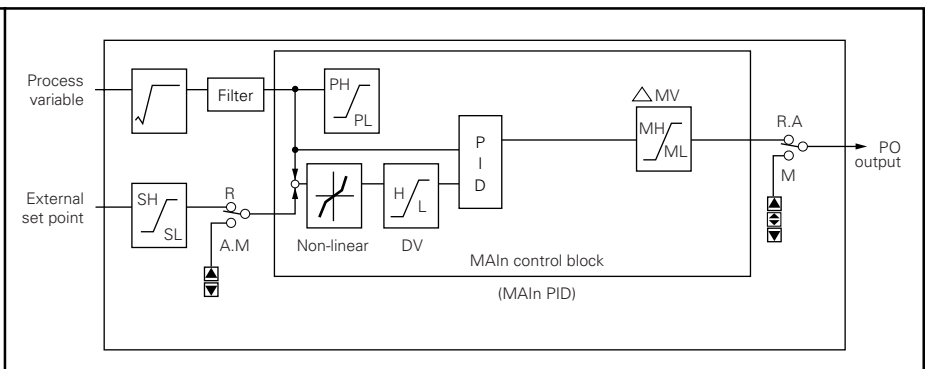 Process
variable
Filter
PH
PL
△ MV
MH
ML
R.A
PO
output
M
P
I
D
External
set point
SH
SL
R
A.M
H
L
Non-linear
DV
MAIn control block
(MAIn PID)